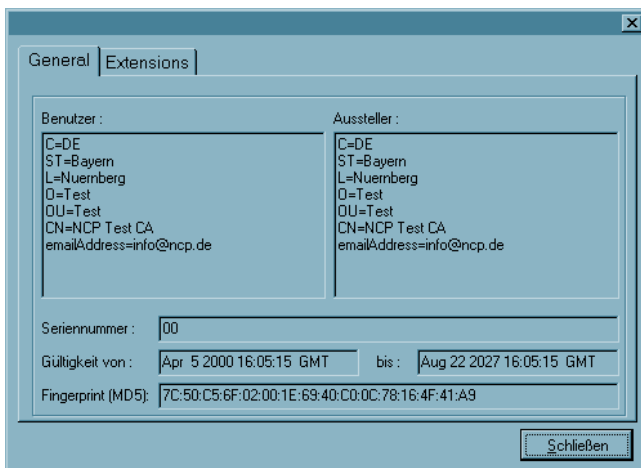 General Extensions
Benutzer : Aussteller :
C=DE C=DE
ST=Bayern ST=Bayern
L=Nuernberg L=Nuernberg
O=Test O=Test
OU=Test OU=Test
CN=NCP Test CA CN=NCP Test CA
emailAddress=info@ncp.de emailAddress=info@ncp.de
Seriennummer : 00
Gültigkeit von : Apr 5 2000 16:05:15 GMT bis : Aug 22 2027 16:05:15 GMT
Fingerprint (MD5): 7C:50:C5:6F:02:00:1E:69:40:C0:0C:78:16:4F:41:A9
Schließen